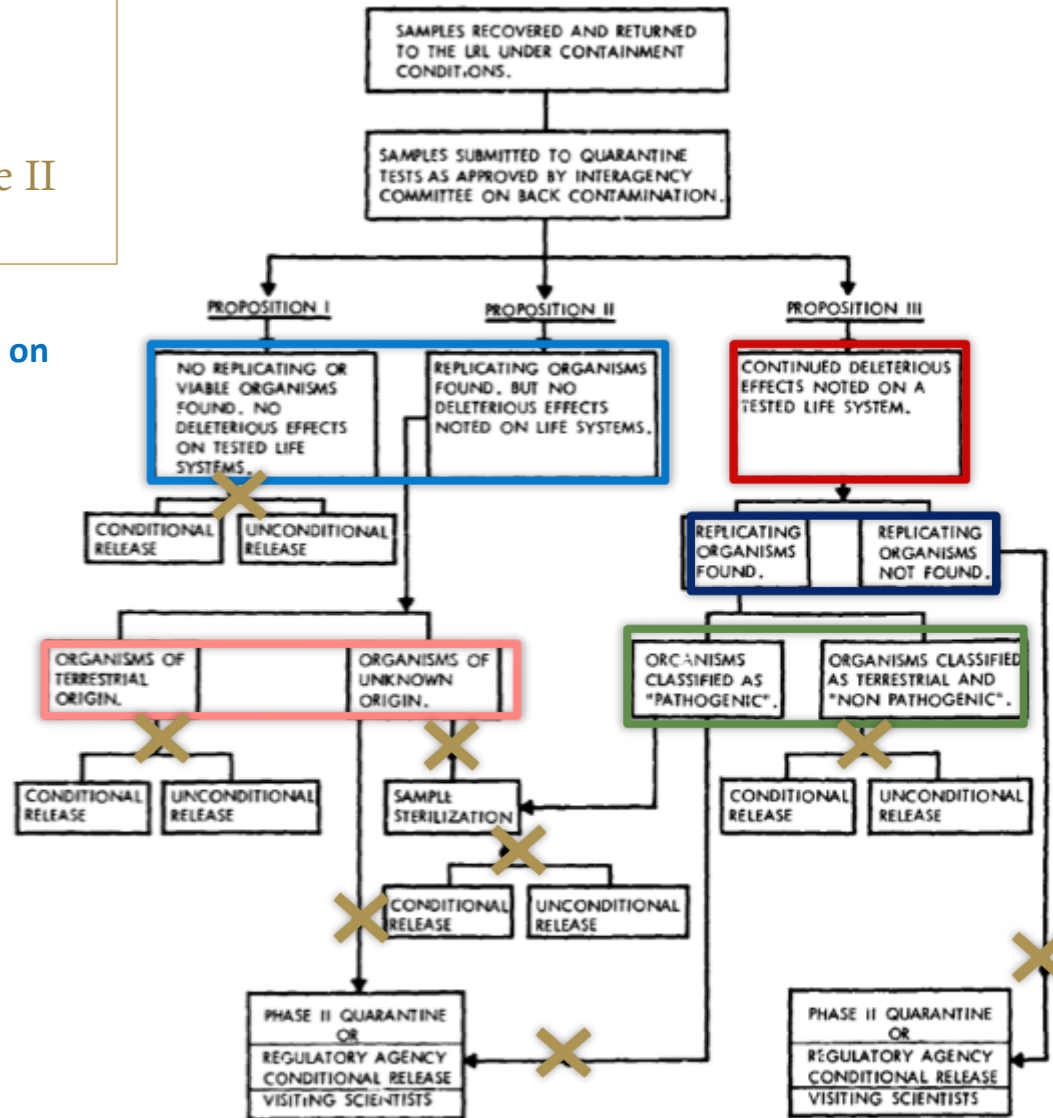 e II
on
SAMPLES RECOVERED AND RETURNED
TO THE LRL UNDER CONTAINMENT
CONDITIONS.
SAMPLES SUBMITTED TO QUARANTINE
TESTS AS APPROVED BY INTERAGENCY
COMMITTEE ON BACK CONTAMINATION.
PROPOSITION I
PROPOSITION II
PROPOSITION III
NO REPLICATING OR
VIABLE ORGANISMS
FOUND. NO
DELETERIOUS EFFECTS
ON TESTED LIFE
SYSTEMS.
REPLICATING ORGANISMS
FOUND. BUT NO
DELETERIOUS EFFECTS
NOTED ON LIFE SYSTEMS.
CONTINUED DELETERIOUS
EFFECTS NOTED ON A
TESTED LIFE SYSTEM.
CONDITIONAL
RELEASE
UNCONDITIONAL
RELEASE
REPLICATING
ORGANISMS
FOUND.
REPLICATING
ORGANISMS
NOT FOUND.
ORGANISMS OF
TERRESTRIAL
ORIGIN.
ORGANISMS OF
UNKNOWN
ORIGIN.
ORGANISMS
CLASSIFIED AS
"PATHOGENIC".
ORGANISMS CLASSIFIED
AS TERRESTRIAL AND
"NON PATHOGENIC".
CONDITIONAL
RELEASE
UNCONDITIONAL
RELEASE
SAMPLE
STERILIZATION
CONDITIONAL
RELEASE
UNCONDITIONAL
RELEASE
CONDITIONAL
RELEASE
UNCONDITIONAL
RELEASE
PHASE II QUARANTINE
OR
REGULATORY AGENCY
CONDITIONAL RELEASE
VISITING SCIENTISTS
PHASE II QUARANTINE
OR
REGULATORY AGENCY
CONDITIONAL RELEASE
VISITING SCIENTISTS